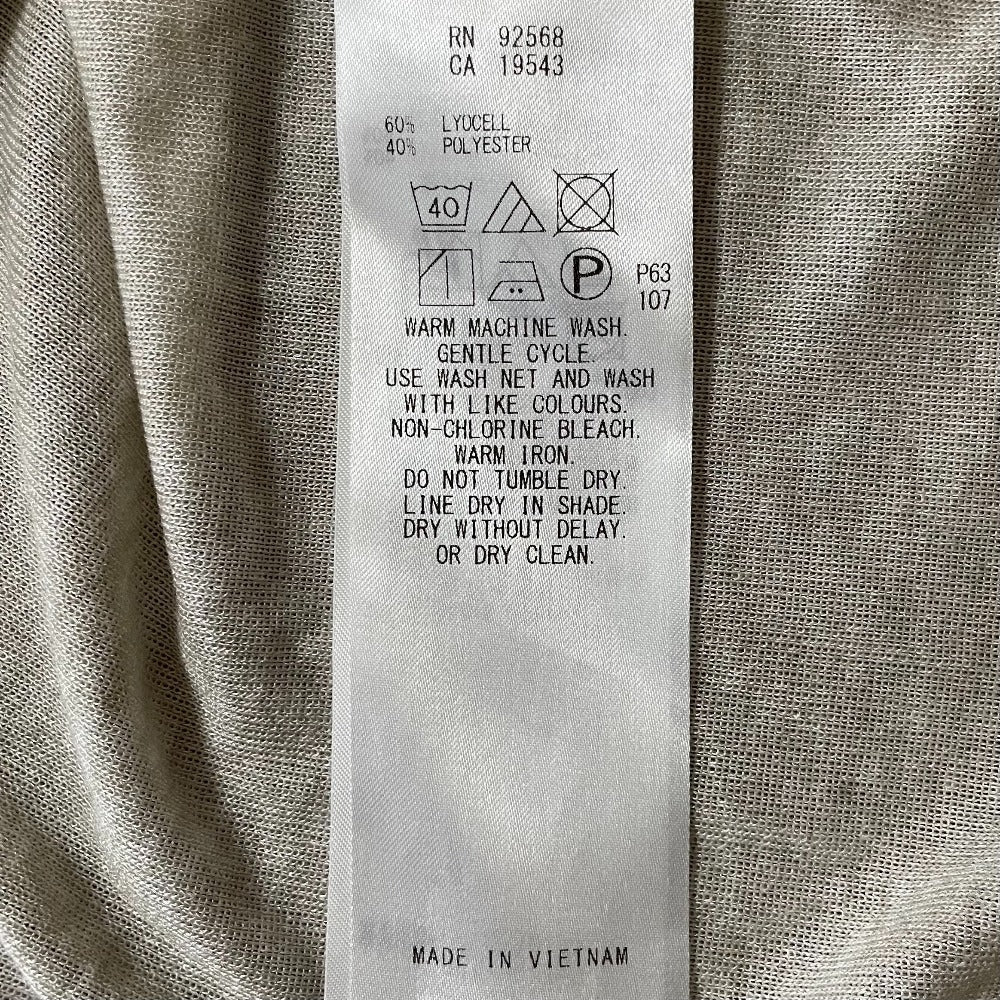 RN 92568
CA 19543
60% LYOCELL
40% POLYESTER
40
P P63
107
WARM MACHINE WASH.
GENTLE CYCLE.
USE WASH NET AND WASH
WITH LIKE COLOURS.
NON-CHLORINE BLEACH.
WARM IRON.
DO NOT TUMBLE DRY.
LINE DRY IN SHADE.
DRY WITHOUT DELAY.
OR DRY CLEAN.
MADE IN VIETNAM